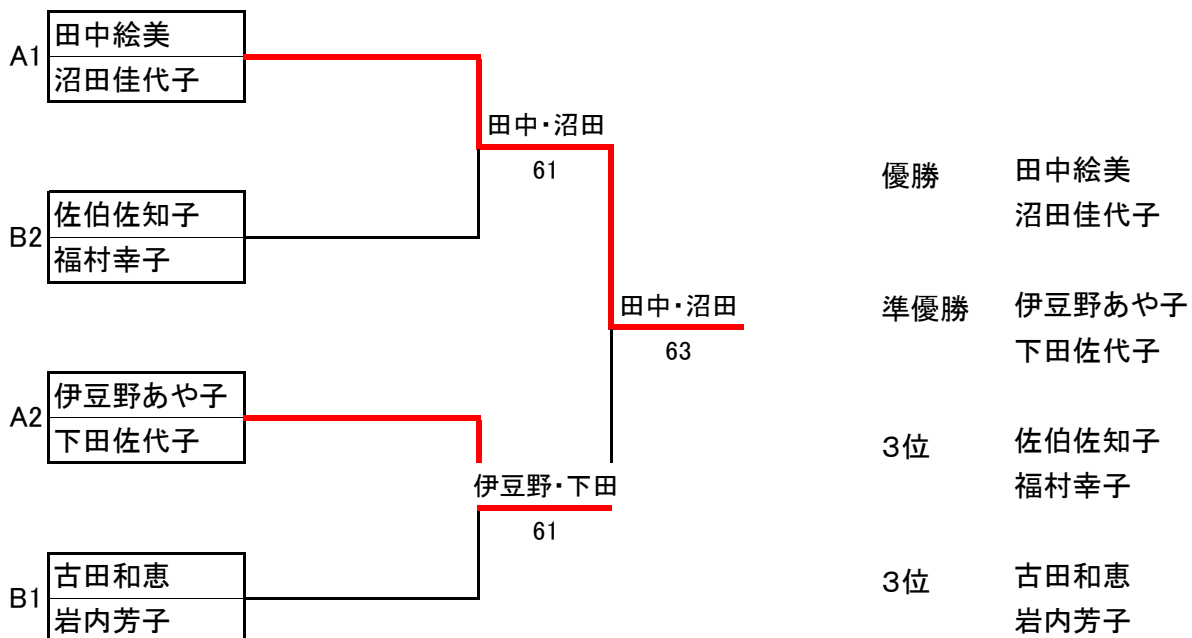 A1
田中絵美
沼田佳代子
田中・沼田
61
B2
佐伯佐知子
福村幸子
田中・沼田
63
A2
伊豆野あや子
下田佐代子
伊豆野・下田
61
B1
古田和恵
岩内芳子
優勝
田中絵美
沼田佳代子
準優勝
伊豆野あや子
下田佐代子
3位
佐伯佐知子
福村幸子
3位
古田和恵
岩内芳子